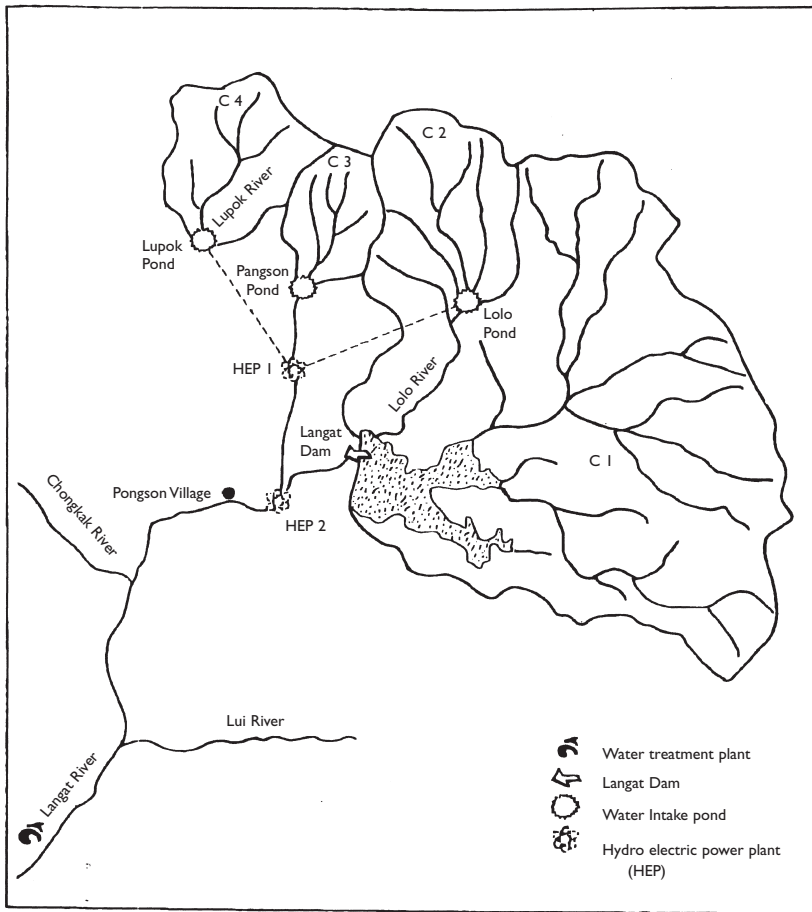 C 4
C 2
C 3
Lupok River
Lupok
Pond
Pangson
Pond
Lolo
Pond
HEP 1
Lolo River
Langat
Dam
C 1
Chongkak River
Pongson Village
HEP 2
Lui River
Langat River
Water treatment plant
Langat Dam
Water Intake pond
Hydro electric power plant
(HEP)